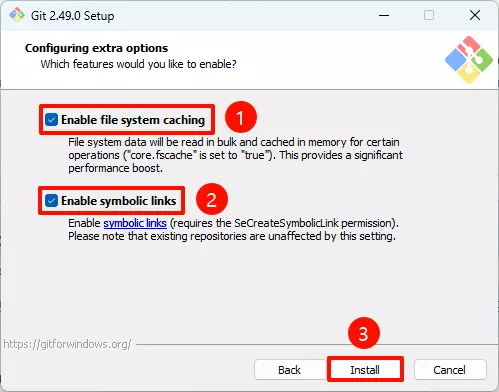 Git 2.49.0 Setup
Configuring extra options
Which features would you like to enable?
Enable file system caching
1
File system data will be read in bulk and cached in memory for certain
operations ("core.fscache" is set to "true"). This provides a significant
performance boost.
Enable symbolic links
2
Enable symbolic links (requires the SeCreateSymbolicLink permission).
Please note that existing repositories are unaffected by this setting.
3
https://gitforwindows.org/
Back Install Cancel